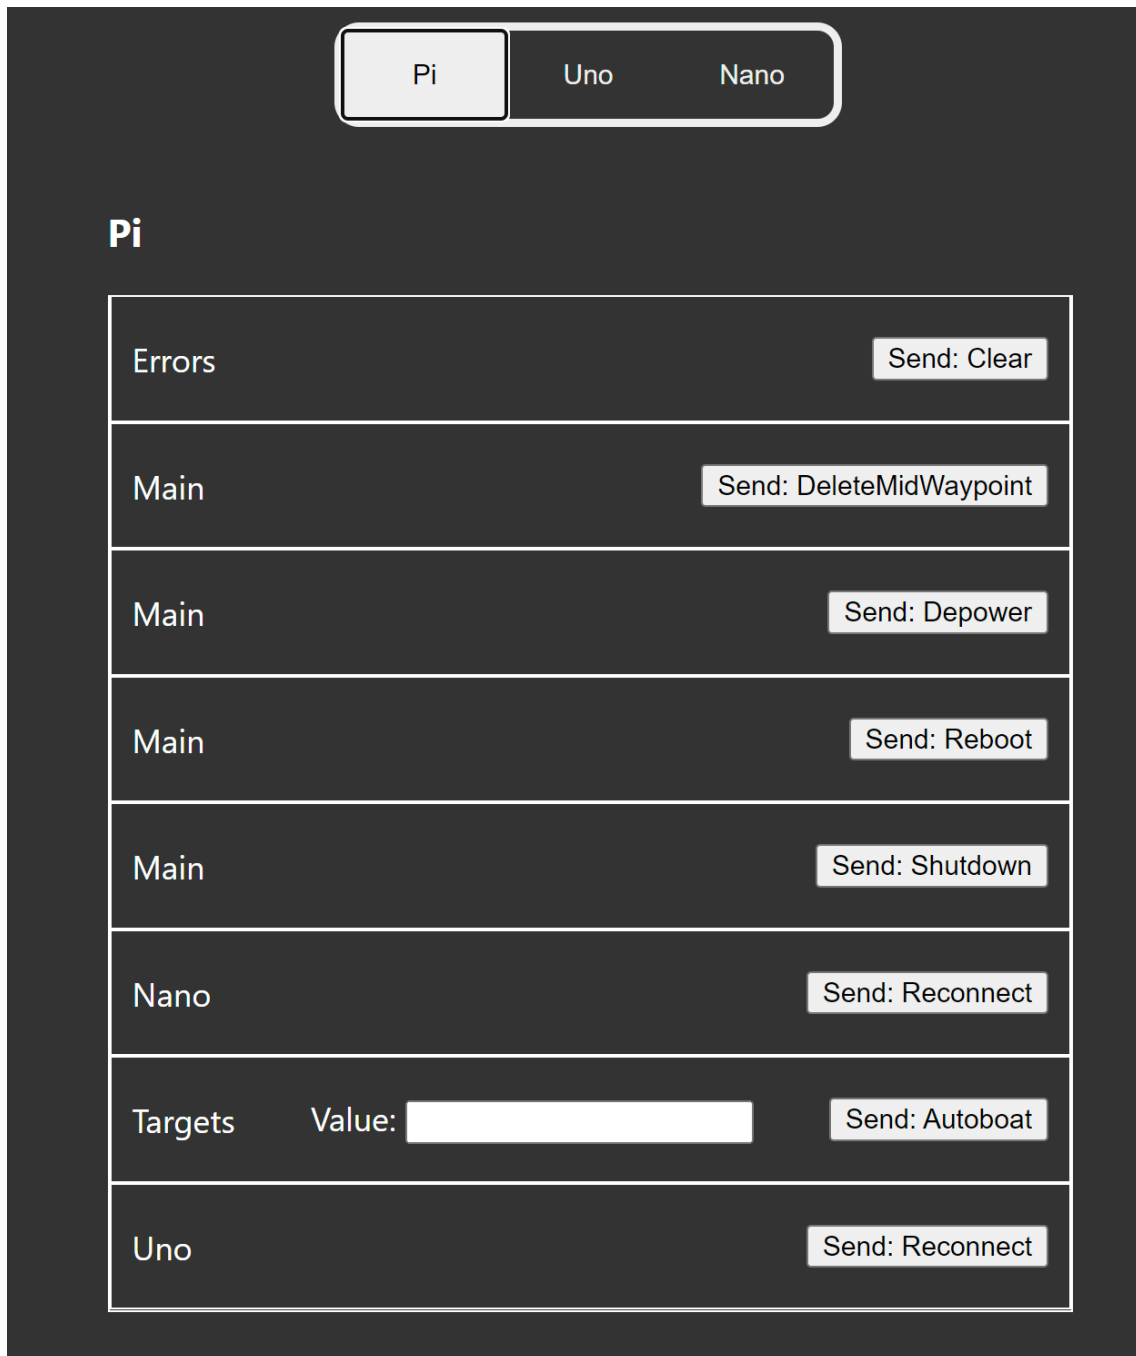 Pi Uno Nano
Pi
Errors Send: Clear
Main Send: DeleteMidWaypoint
Main Send: Depower
Main Send: Reboot
Main Send: Shutdown
Nano Send: Reconnect
Targets Value: Send: Autoboat
Uno Send: Reconnect